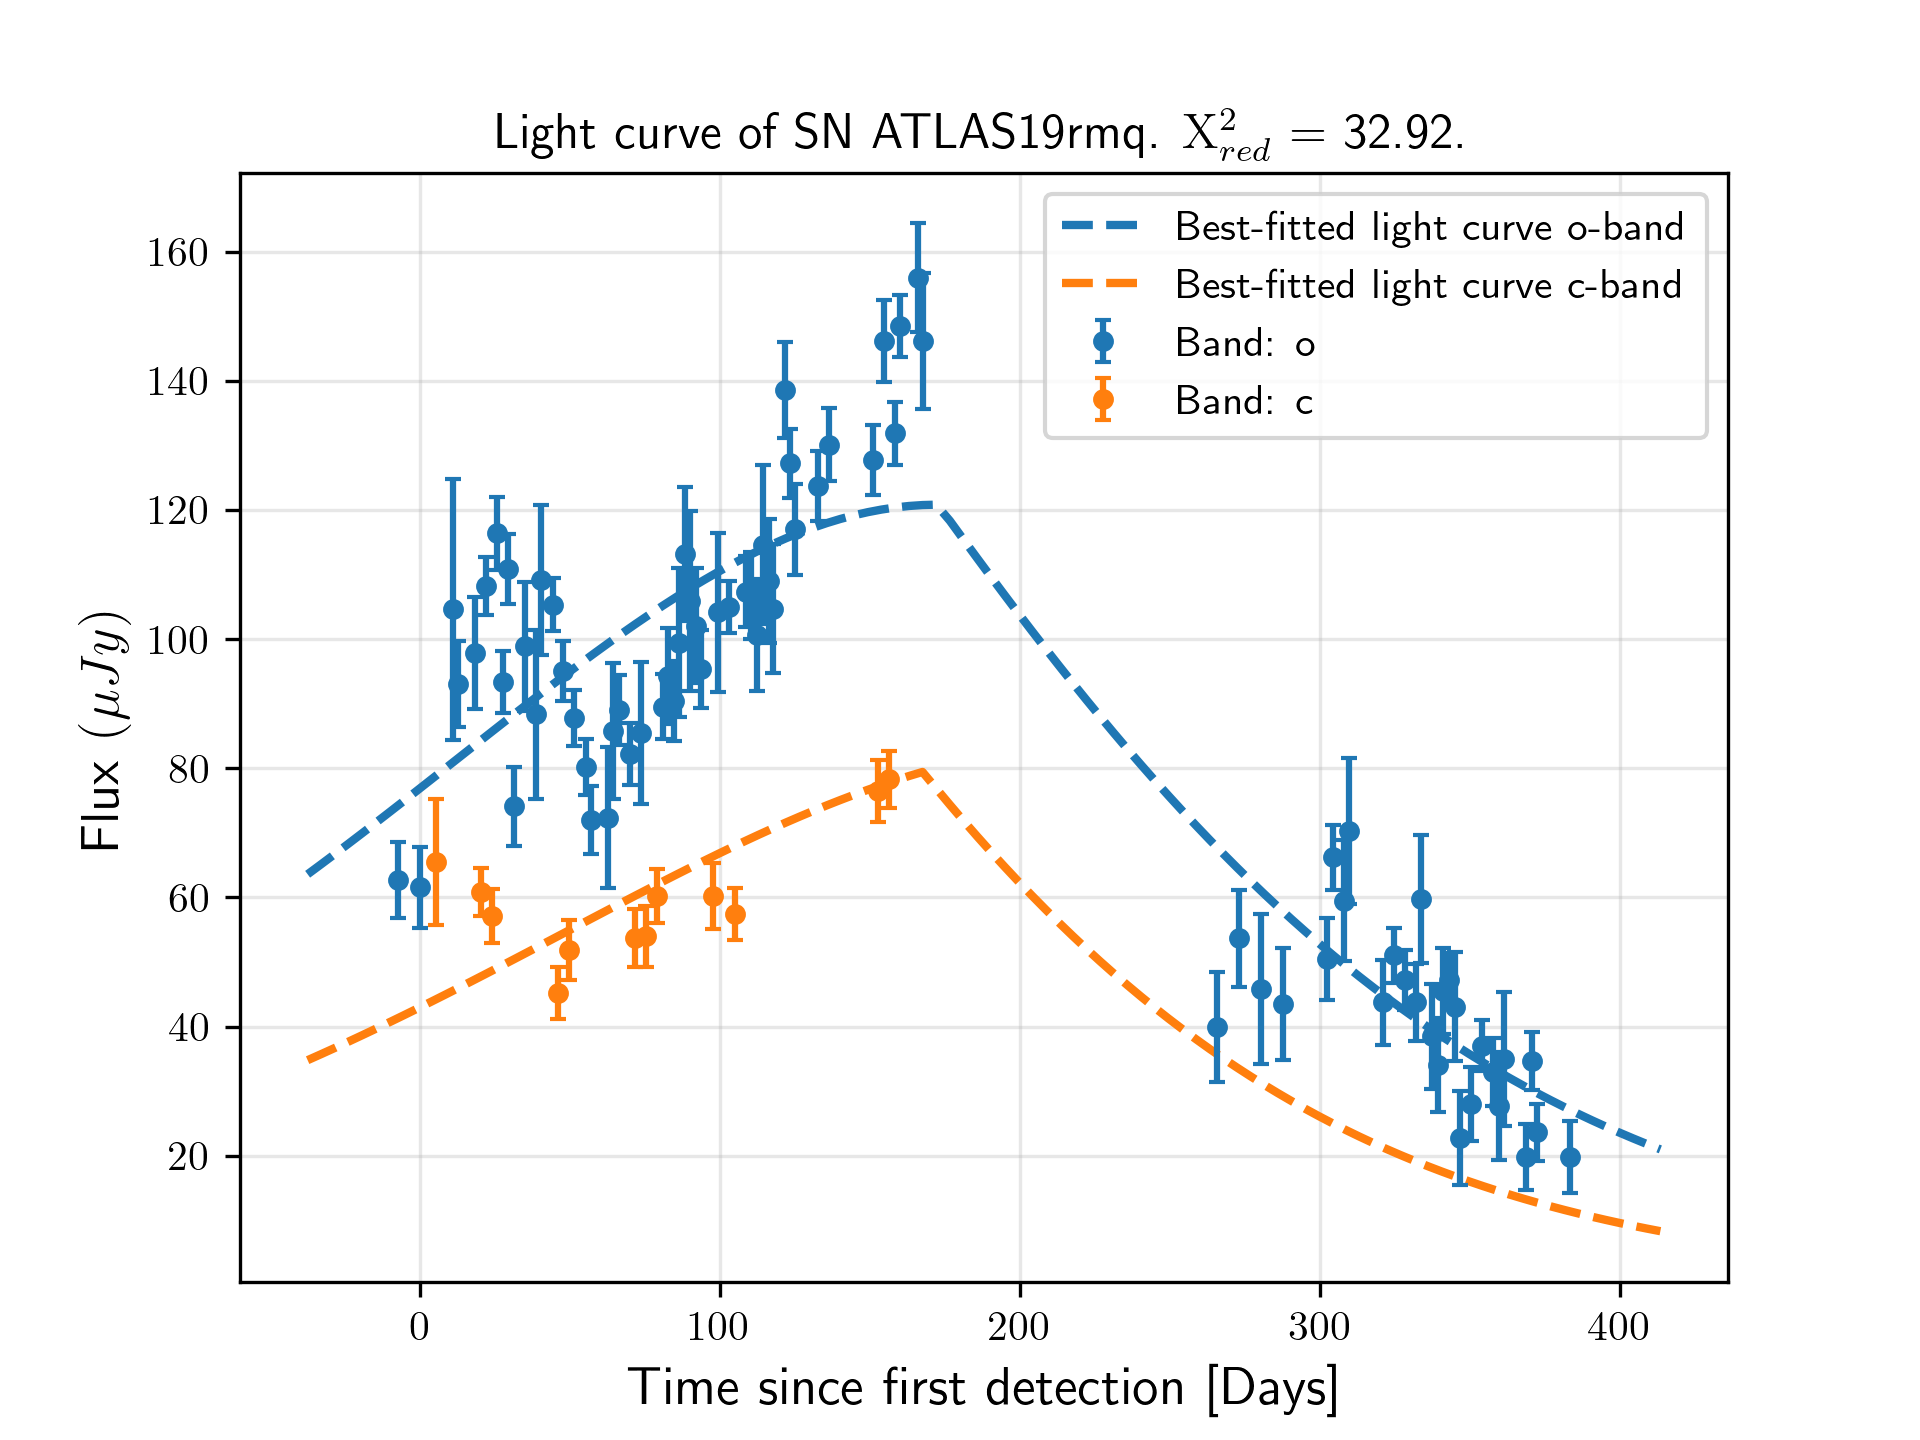 Light curve of SN ATLAS19rmq. X²_red = 32.92.
Best-fitted light curve o-band
Best-fitted light curve c-band
Band: o
Band: c
160
140
120
100
80
60
40
20
Flux (μJy)
0 100 200 300 400
Time since first detection [Days]